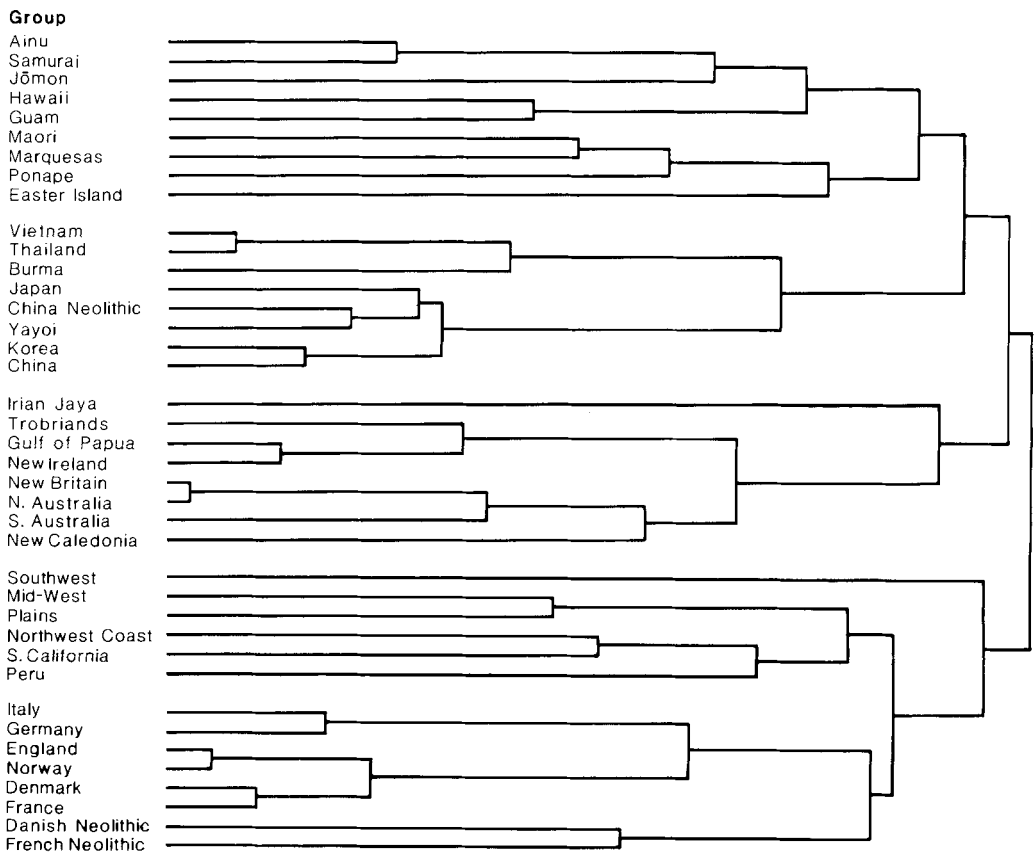 Group
Ainu
Samurai
Jōmon
Hawaii
Guam
Maori
Marquesas
Ponape
Easter Island
Vietnam
Thailand
Burma
Japan
China Neolithic
Yayoi
Korea
China
Irian Jaya
Trobriands
Gulf of Papua
New Ireland
New Britain
N. Australia
S. Australia
New Caledonia
Southwest
Mid-West
Plains
Northwest Coast
S. California
Peru
Italy
Germany
England
Norway
Denmark
France
Danish Neolithic
French Neolithic